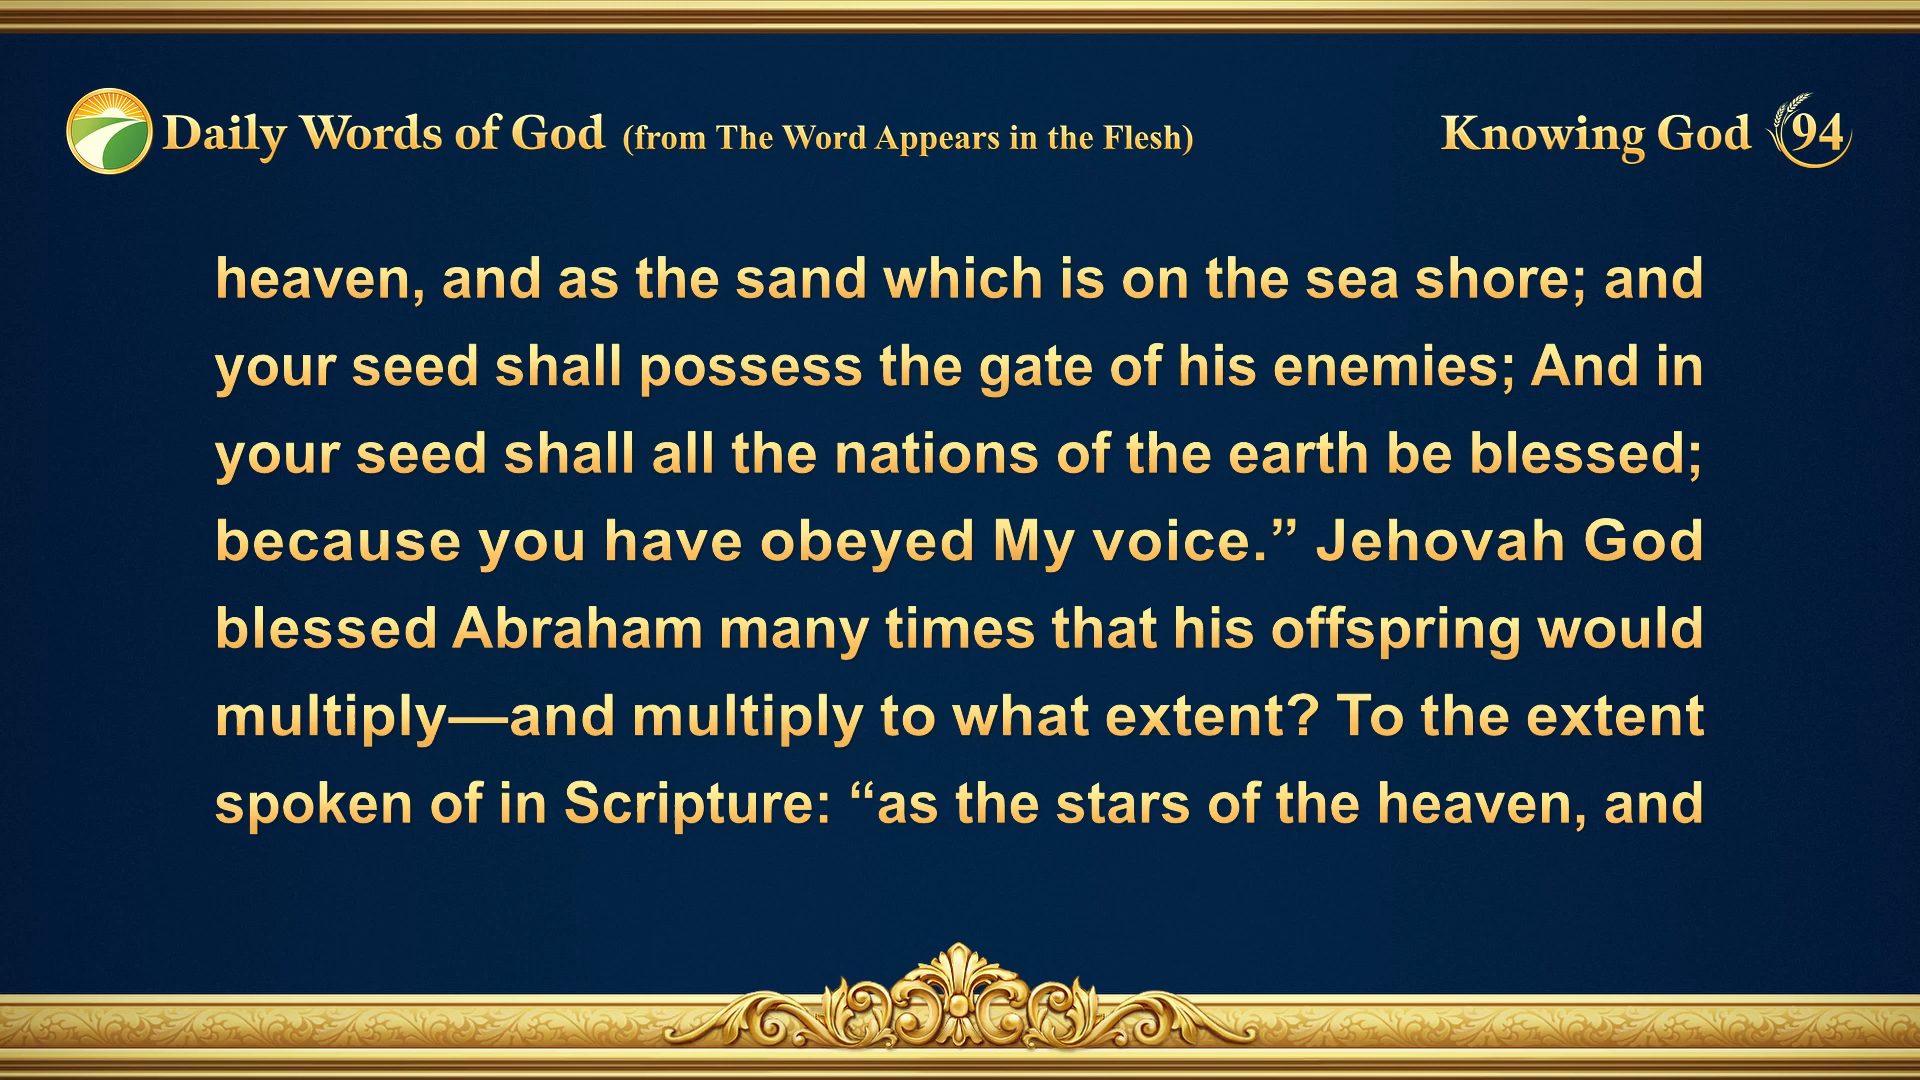 Daily Words of God (from The Word Appears in the Flesh)
Knowing God 94
heaven, and as the sand which is on the sea shore; and
your seed shall possess the gate of his enemies; And in
your seed shall all the nations of the earth be blessed;
because you have obeyed My voice.” Jehovah God
blessed Abraham many times that his offspring would
multiply—and multiply to what extent? To the extent
spoken of in Scripture: “as the stars of the heaven, and